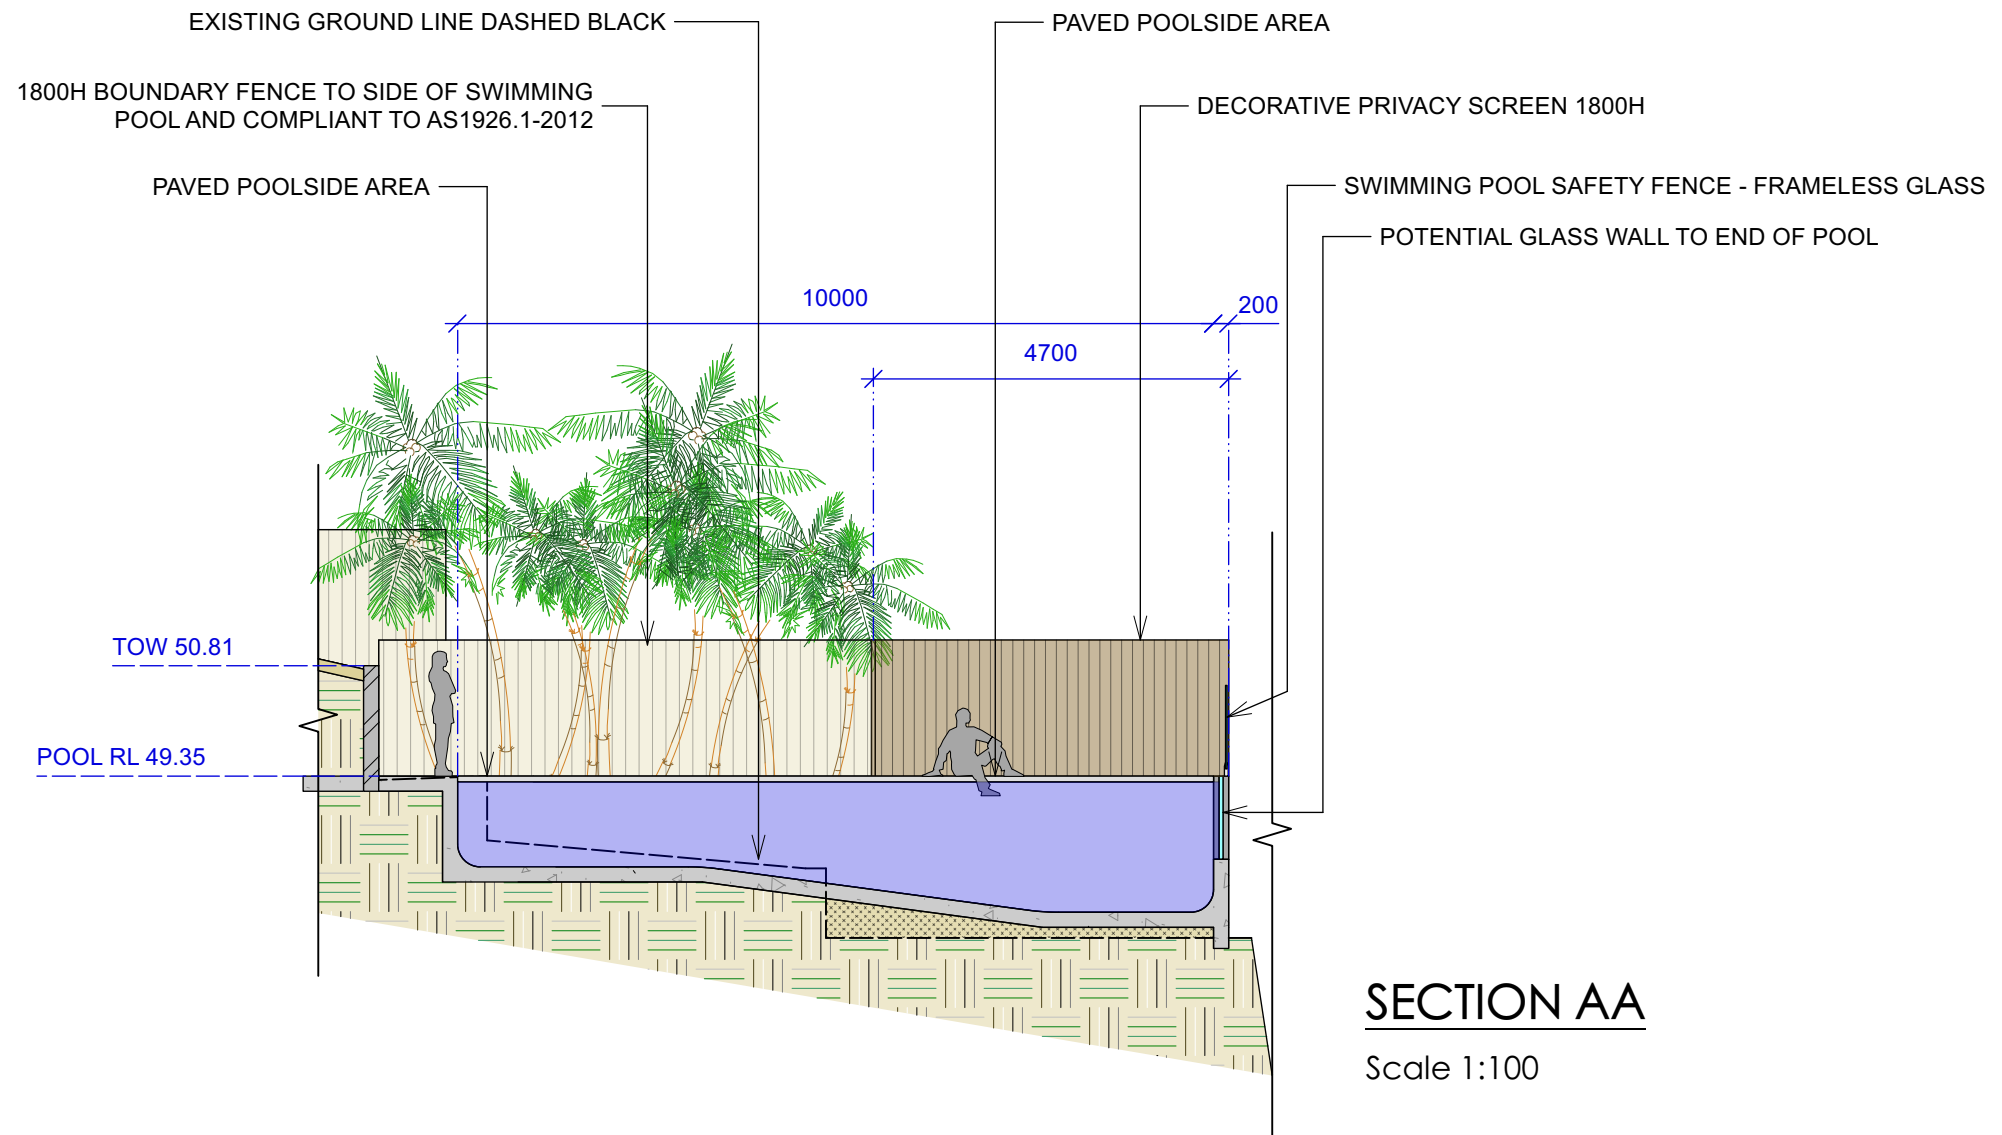 EXISTING GROUND LINE DASHED BLACK
PAVED POOLSIDE AREA
1800H BOUNDARY FENCE TO SIDE OF SWIMMING
POOL AND COMPLIANT TO AS1926.1-2012
DECORATIVE PRIVACY SCREEN 1800H
PAVED POOLSIDE AREA
SWIMMING POOL SAFETY FENCE - FRAMELESS GLASS
POTENTIAL GLASS WALL TO END OF POOL
10000
200
4700
TOW 50.81
POOL RL 49.35
SECTION AA
Scale 1:100